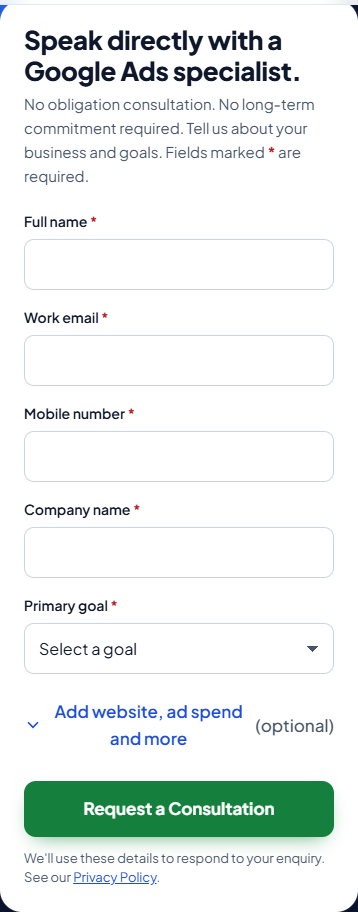 Speak directly with a
Google Ads specialist.
No obligation consultation. No long-term
commitment required. Tell us about your
business and goals. Fields marked * are
required.
Full name *
Work email *
Mobile number *
Company name *
Primary goal *
Select a goal
Add website, ad spend
and more (optional)
Request a Consultation
We'll use these details to respond to your enquiry.
See our Privacy Policy.